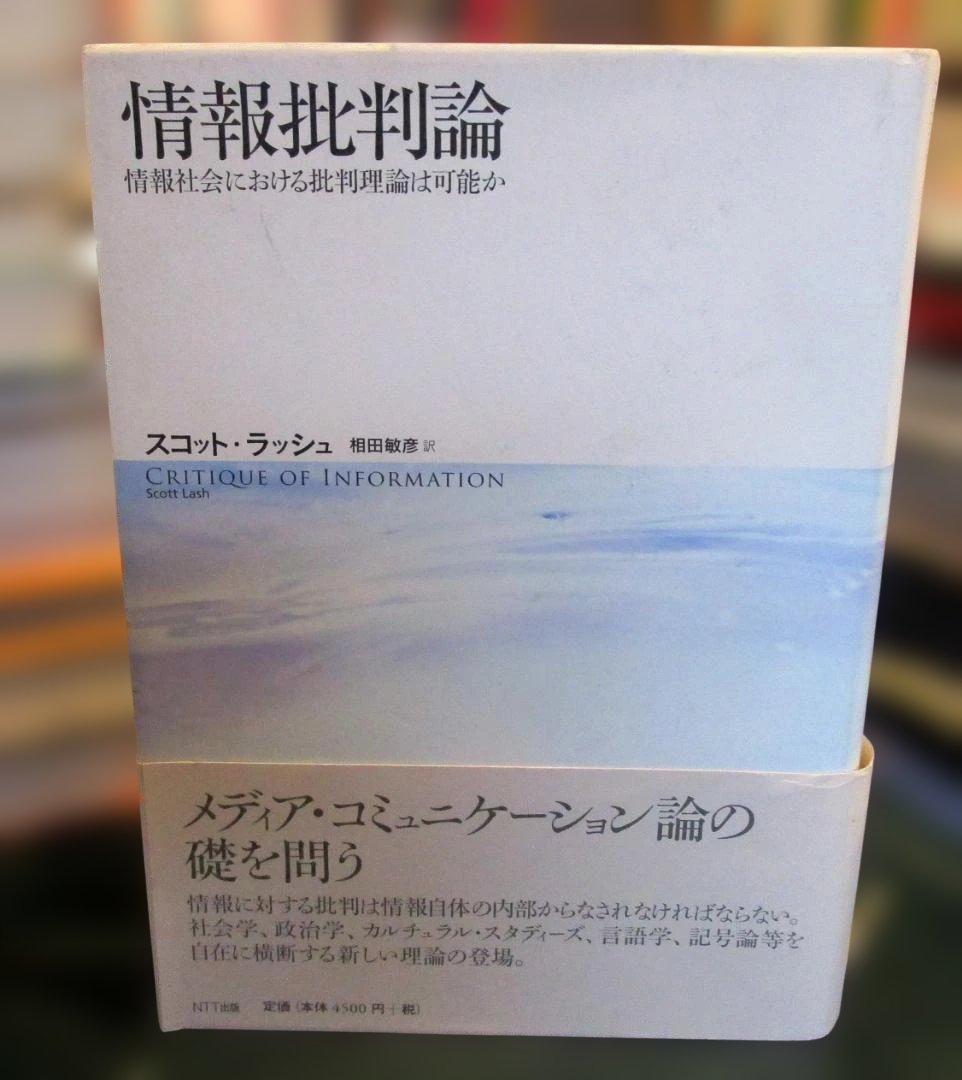 情報批判論
情報社会における批判理論は可能か
スコット・ラッシュ 相田敏彦 訳
CRITIQUE OF INFORMATION
Scott Lash
メディア・コミュニケーション論の
礎を問う
情報に対する批判は情報自体の内部からなされなければならない。
社会学、政治学、カルチュラル・スタディーズ、言語学、記号論等を
自在に横断する新しい理論の登場。
NTT出版 定価（本体 4500 円＋税）